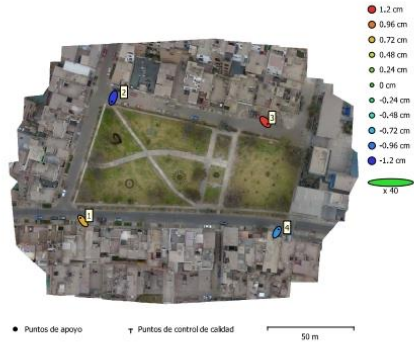 1.2 cm
0.96 cm
0.72 cm
0.48 cm
0.24 cm
0 cm
-0.24 cm
-0.48 cm
-0.72 cm
-0.96 cm
-1.2 cm
x 40
2
3
1
4
Puntos de apoyo
Puntos de control de calidad
50 m